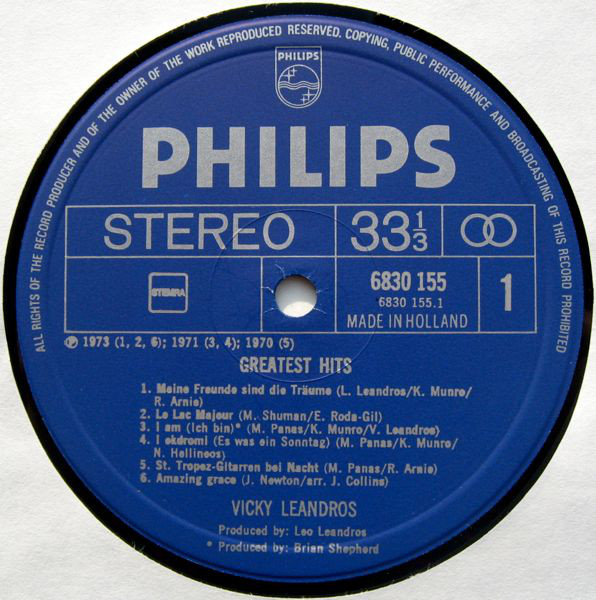 ALL RIGHTS OF THE RECORD PRODUCER AND OF THE OWNER OF THE WORK REPRODUCED RESERVED. COPYING, PUBLIC PERFORMANCE AND BROADCASTING OF THIS RECORD PROHIBITED
PHILIPS
PHILIPS
STEREO 33 1/3
STEMRA 6830 155 1
6830 155.1
MADE IN HOLLAND
℗ 1973 (1, 2, 6); 1971 (3, 4); 1970 (5)
GREATEST HITS
1. Meine Freunde sind die Träume (L. Leandros/K. Munro/
R. Arnie)
2. Le Lac Majeur (M. Shuman/E. Roda-Gil)
3. I am (Ich bin)* (M. Panas/K. Munro/V. Leandros)
4. I ekdromi (Es was ein Sonntag) (M. Panas/K. Munro/
N. Hellineos)
5. St. Tropez-Gitarren bei Nacht (M. Panas/R. Arnie)
6. Amazing grace (J. Newton/arr. J. Collins)
VICKY LEANDROS
Produced by: Leo Leandros
* Produced by: Brian Shepherd